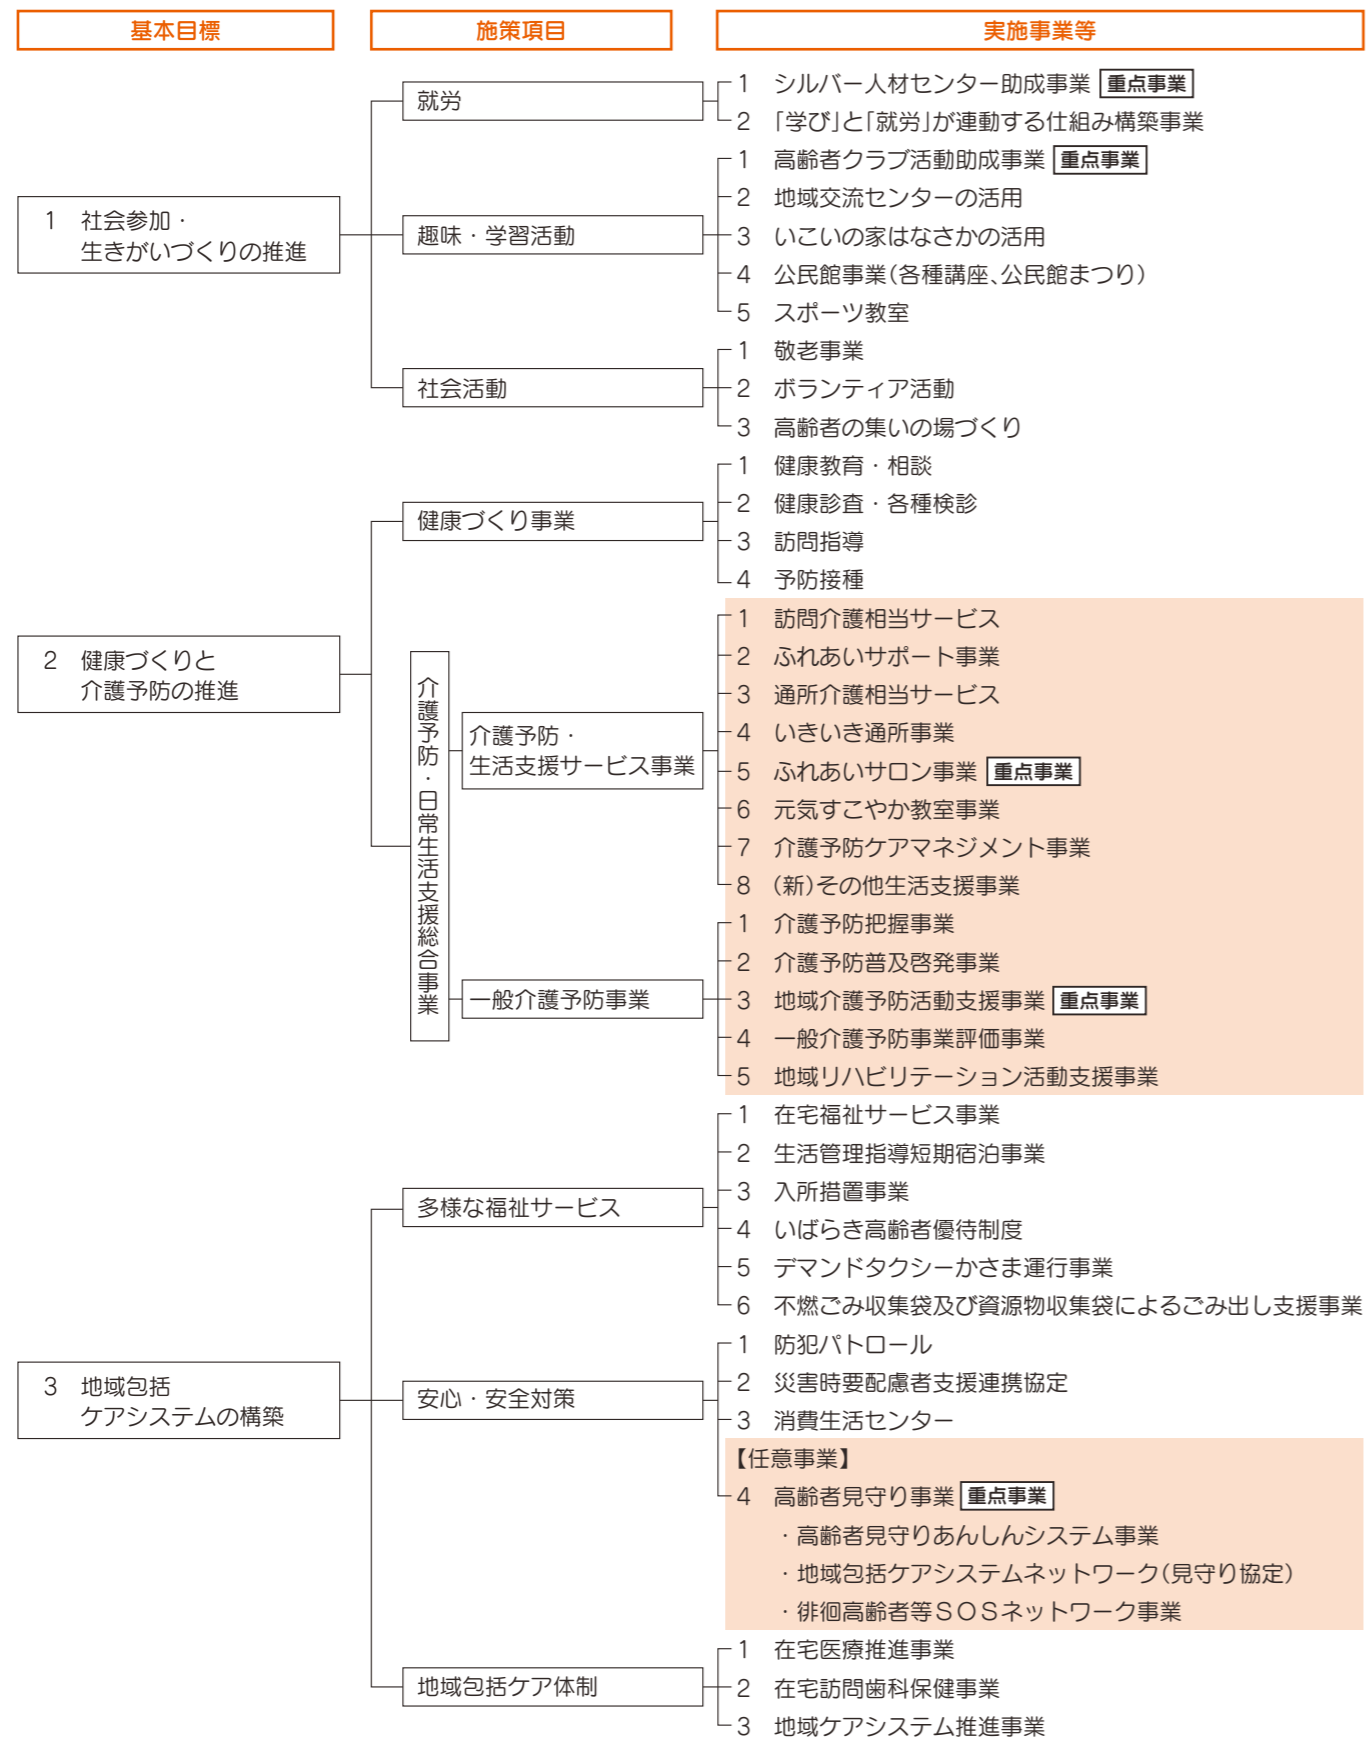 基本目標
施策項目
実施事業等
1 社会参加・
生きがいづくりの推進
就労
1 シルバー人材センター助成事業 重点事業
2 「学び」と「就労」が連動する仕組み構築事業
趣味・学習活動
1 高齢者クラブ活動助成事業 重点事業
2 地域交流センターの活用
3 いこいの家はなさかの活用
4 公民館事業(各種講座、公民館まつり)
5 スポーツ教室
社会活動
1 敬老事業
2 ボランティア活動
3 高齢者の集いの場づくり
2 健康づくりと
介護予防の推進
健康づくり事業
1 健康教育・相談
2 健康診査・各種検診
3 訪問指導
4 予防接種
介護予防・日常生活支援総合事業
介護予防・
生活支援サービス事業
1 訪問介護相当サービス
2 ふれあいサポート事業
3 通所介護相当サービス
4 いきいき通所事業
5 ふれあいサロン事業 重点事業
6 元気すこやか教室事業
7 介護予防ケアマネジメント事業
8 (新)その他生活支援事業
一般介護予防事業
1 介護予防把握事業
2 介護予防普及啓発事業
3 地域介護予防活動支援事業 重点事業
4 一般介護予防事業評価事業
5 地域リハビリテーション活動支援事業
3 地域包括
ケアシステムの構築
多様な福祉サービス
1 在宅福祉サービス事業
2 生活管理指導短期宿泊事業
3 入所措置事業
4 いばらき高齢者優待制度
5 デマンドタクシーかさま運行事業
6 不燃ごみ収集袋及び資源物収集袋によるごみ出し支援事業
安心・安全対策
1 防犯パトロール
2 災害時要配慮者支援連携協定
3 消費生活センター
【任意事業】
4 高齢者見守り事業 重点事業
・高齢者見守りあんしんシステム事業
・地域包括ケアシステムネットワーク(見守り協定)
・徘徊高齢者等SOSネットワーク事業
地域包括ケア体制
1 在宅医療推進事業
2 在宅訪問歯科保健事業
3 地域ケアシステム推進事業